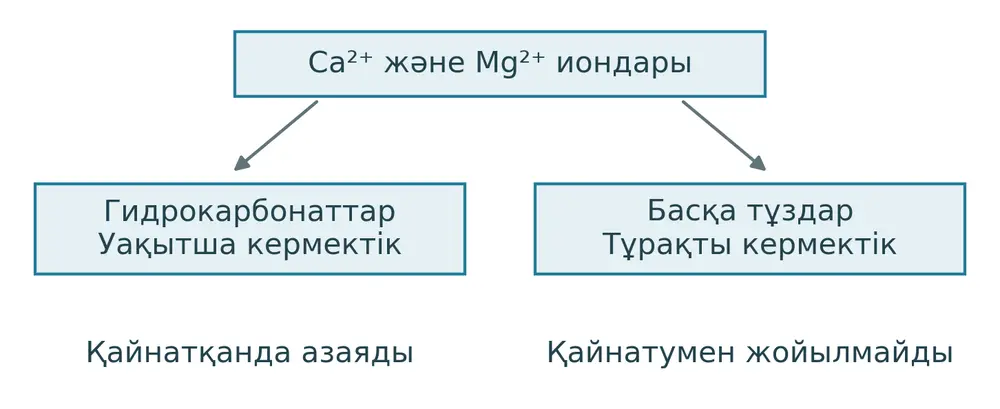 Ca²⁺ және Mg²⁺ иондары
Гидрокарбонаттар
Уақытша кермектік
Басқа тұздар
Тұрақты кермектік
Қайнатқанда азаяды
Қайнатумен жойылмайды